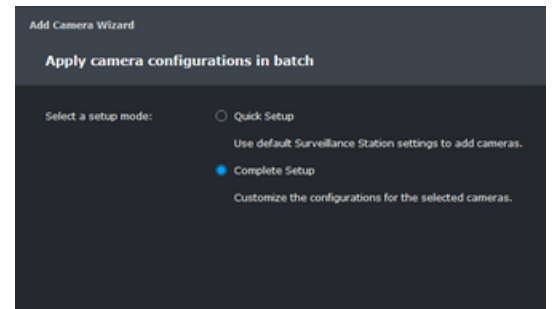 Add Camera Wizard
Apply camera configurations in batch
Select a setup mode:
Quick Setup
Use default Surveillance Station settings to add cameras.
Complete Setup
Customize the configurations for the selected cameras.